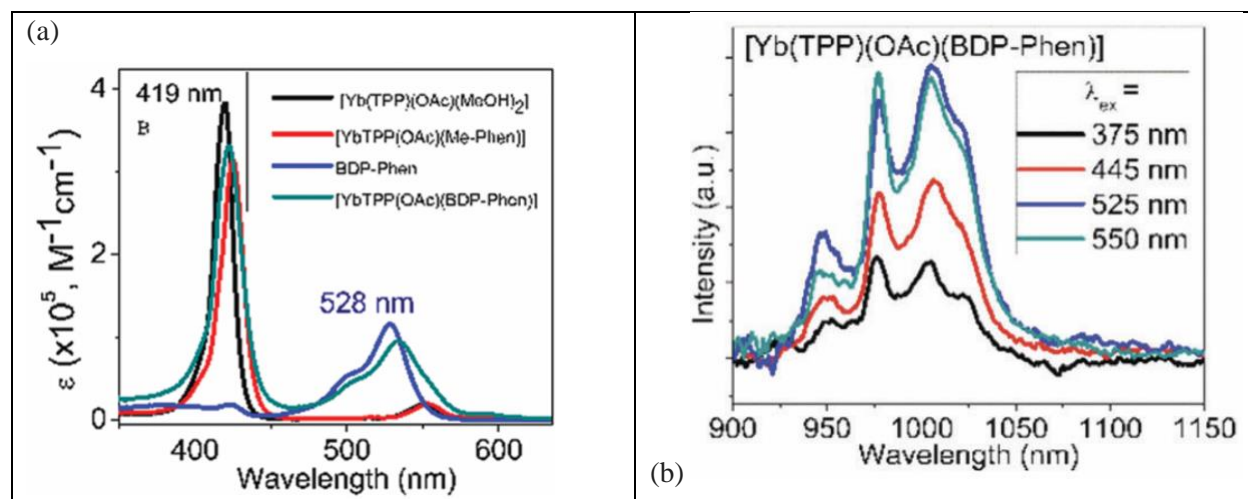 (a)
419 nm
B
[Yb(TPP)(OAc)(MeOH)2]
[YbTPP(OAc)(Me-Phen)]
BDP-Phen
[YbTPP(OAc)(BDP-Phen)]
528 nm
4
2
0
ε (x10⁵, M⁻¹cm⁻¹)
400 500 600
Wavelength (nm)
[Yb(TPP)(OAc)(BDP-Phen)]
λex =
375 nm
445 nm
525 nm
550 nm
Intensity (a.u.)
900 950 1000 1050 1100 1150
Wavelength (nm)
(b)